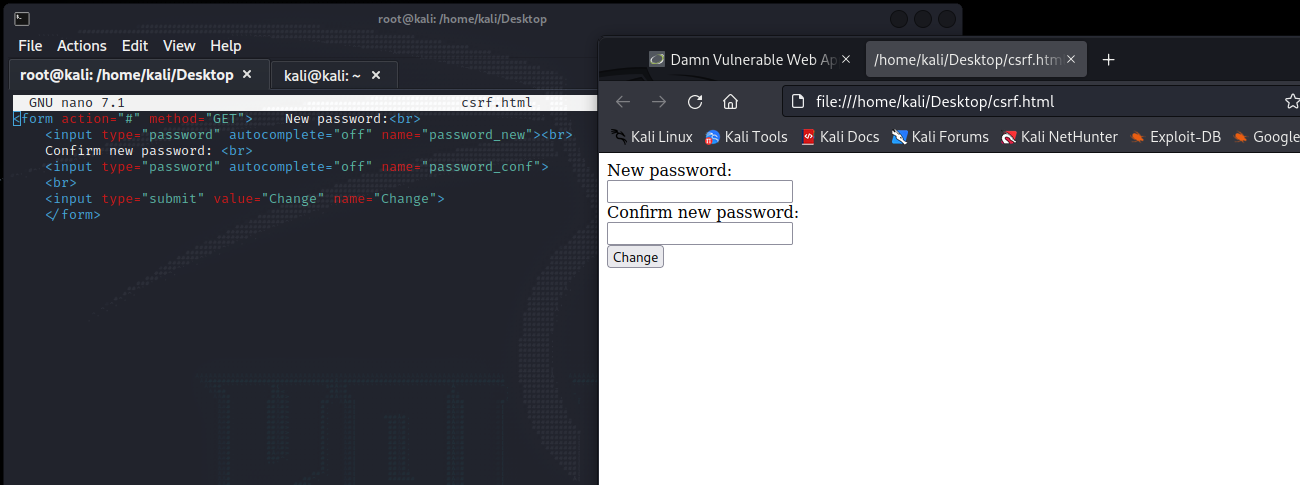 root@kali: /home/kali/Desktop
File Actions Edit View Help
root@kali: /home/kali/Desktop × kali@kali: ~ ×
GNU nano 7.1 csrf.html
<form action="#" method="GET"> New password:<br>
<input type="password" autocomplete="off" name="password_new"><br>
Confirm new password: <br>
<input type="password" autocomplete="off" name="password_conf">
<br>
<input type="submit" value="Change" name="Change">
</form>
Damn Vulnerable Web Ap × /home/kali/Desktop/csrf.htm × +
file:///home/kali/Desktop/csrf.html
Kali Linux Kali Tools Kali Docs Kali Forums Kali NetHunter Exploit-DB Google
New password:
Confirm new password:
Change